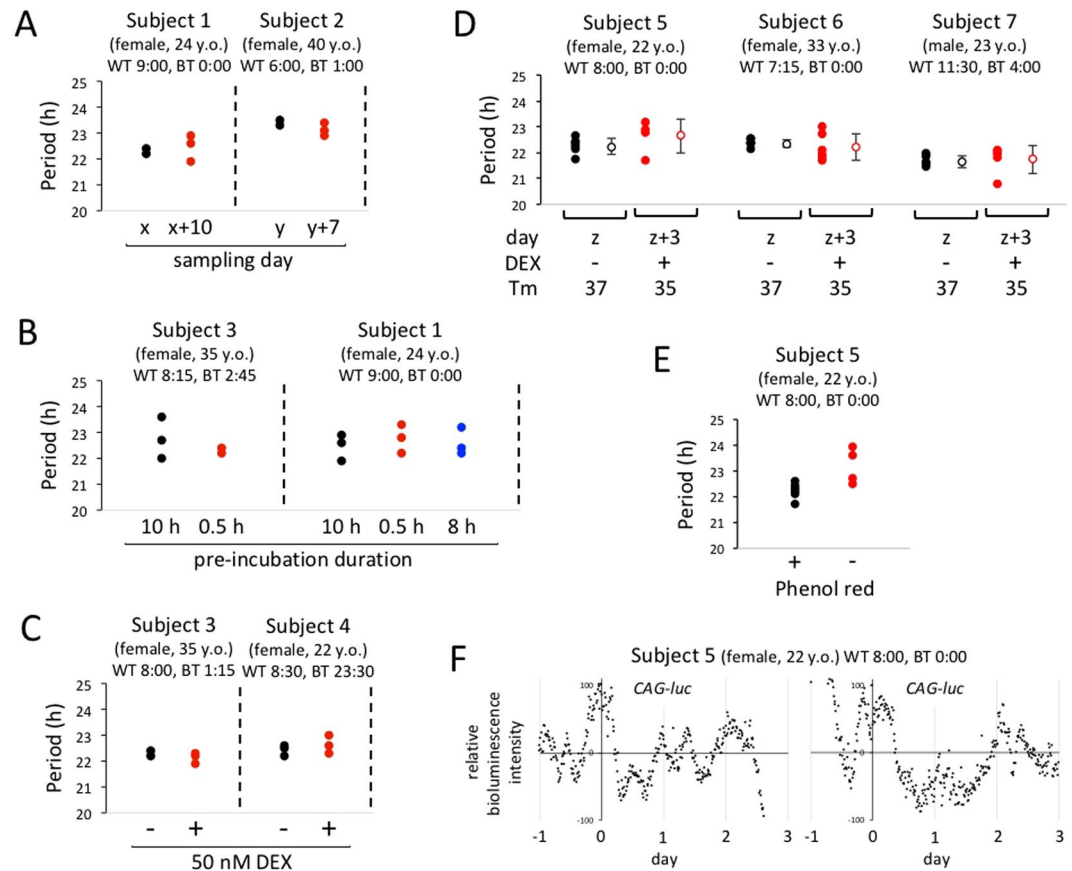 A
Subject 1 Subject 2
(female, 24 y.o.) (female, 40 y.o.)
WT 9:00, BT 0:00 WT 6:00, BT 1:00
Period (h)
25
24
23
22
21
20
x x+10 y y+7
sampling day
B
Subject 3 Subject 1
(female, 35 y.o.) (female, 24 y.o.)
WT 8:15, BT 2:45 WT 9:00, BT 0:00
Period (h)
25
24
23
22
21
20
10 h 0.5 h 10 h 0.5 h 8 h
pre-incubation duration
C
Subject 3 Subject 4
(female, 35 y.o.) (female, 22 y.o.)
WT 8:00, BT 1:15 WT 8:30, BT 23:30
Period (h)
25
24
23
22
21
20
- + - +
50 nM DEX
D
Subject 5 Subject 6 Subject 7
(female, 22 y.o.) (female, 33 y.o.) (male, 23 y.o.)
WT 8:00, BT 0:00 WT 7:15, BT 0:00 WT 11:30, BT 4:00
Period (h)
25
24
23
22
21
20
day z z+3 z z+3 z z+3
DEX - + - + - +
Tm 37 35 37 35 37 35
E
Subject 5
(female, 22 y.o.)
WT 8:00, BT 0:00
Period (h)
25
24
23
22
21
20
+ -
Phenol red
F
Subject 5 (female, 22 y.o.) WT 8:00, BT 0:00
relative
bioluminescence
intensity
100 CAG-luc 100 CAG-luc
0 0
-100 -100
-1 0 1 2 3 -1 0 1 2 3
day day